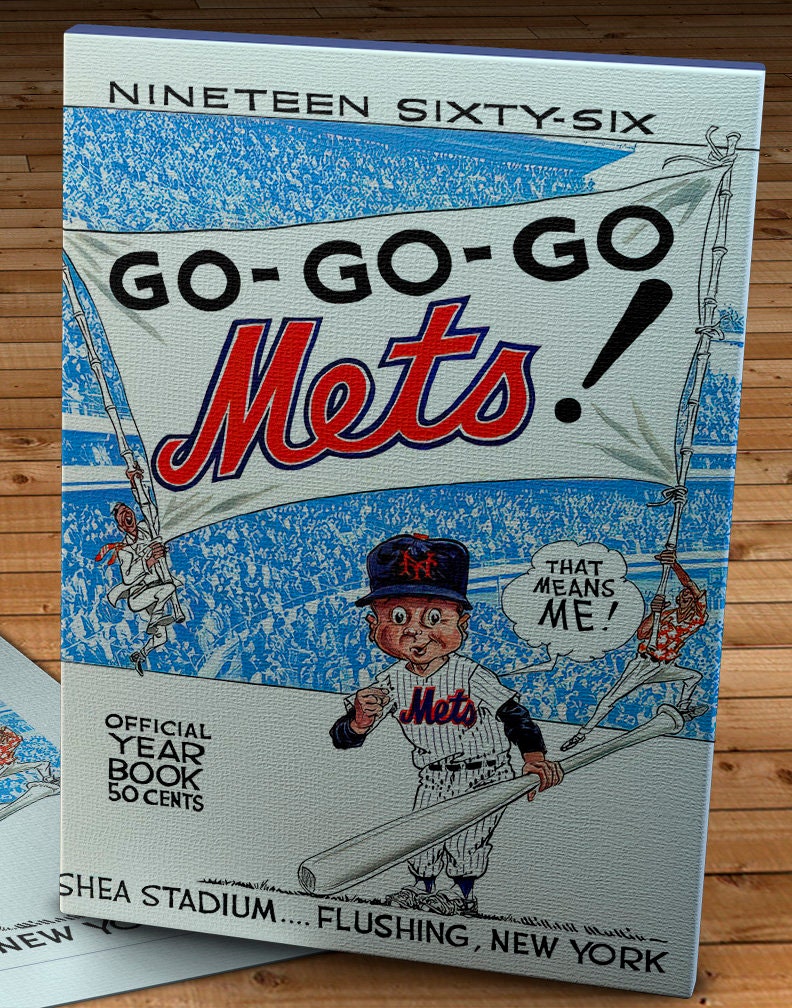 NINETEEN SIXTY-SIX
GO-GO-GO
Mets!
NY
THAT
MEANS
ME!
Mets
OFFICIAL
YEAR
BOOK
50 CENTS
SHEA STADIUM.... FLUSHING, NEW YORK
NEW YO